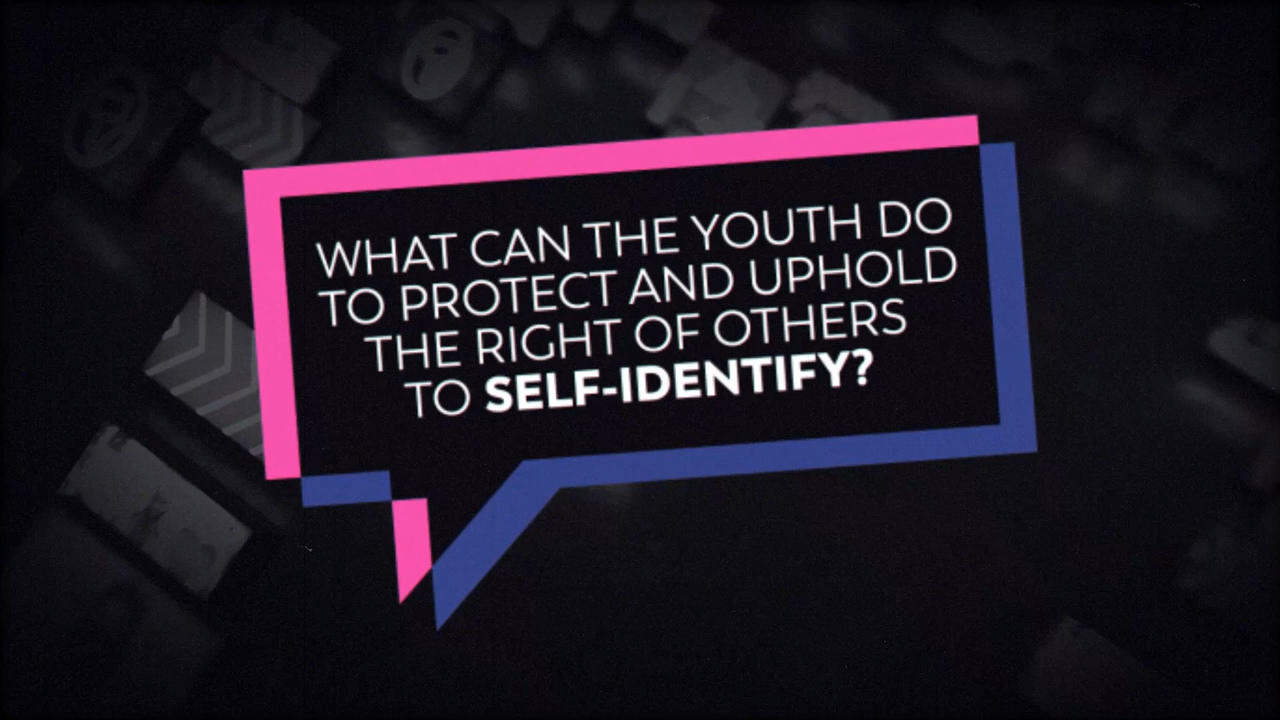 WHAT CAN THE YOUTH DO
TO PROTECT AND UPHOLD
THE RIGHT OF OTHERS
TO SELF-IDENTIFY?